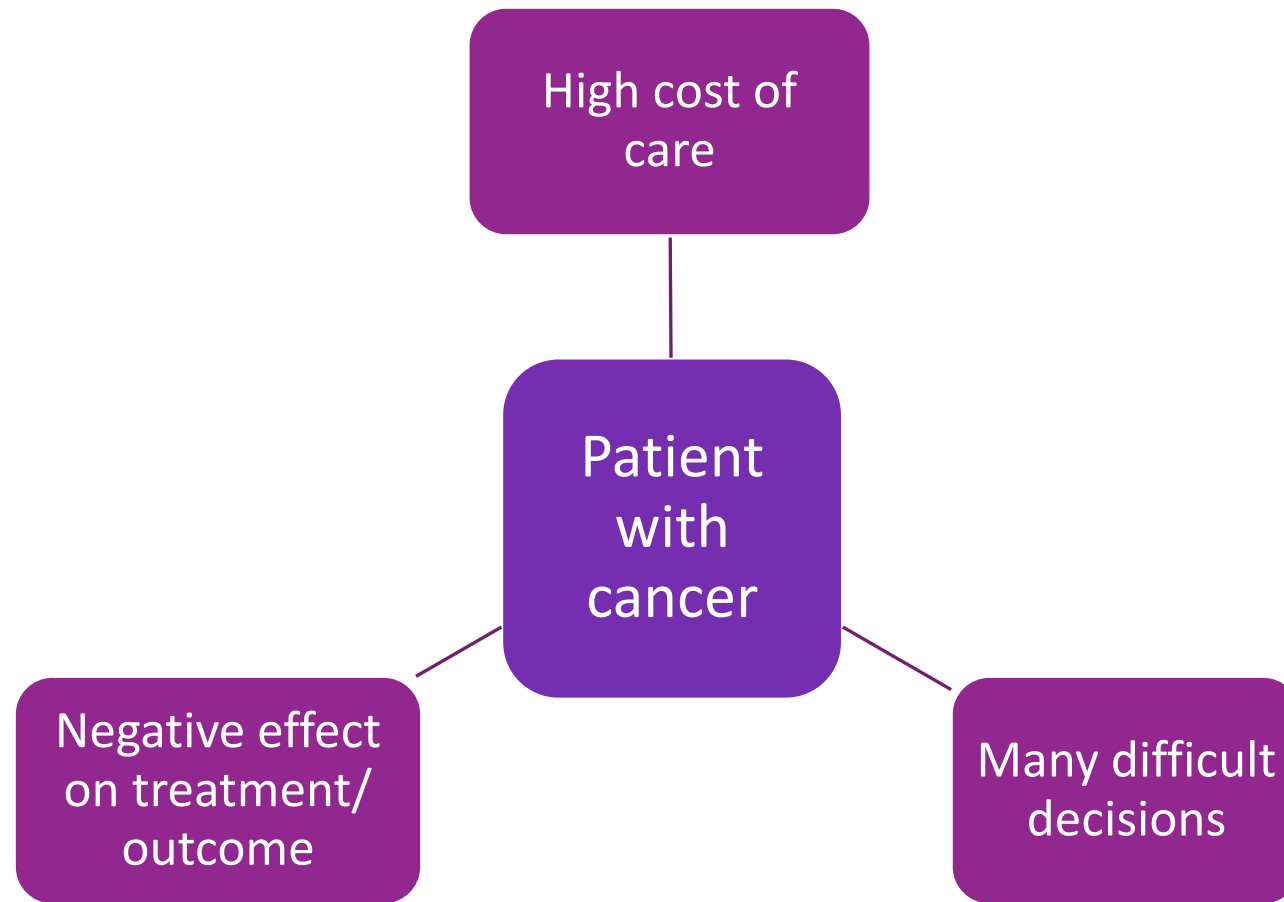 High cost of
care
Patient
with
cancer
Negative effect
on treatment/
outcome
Many difficult
decisions